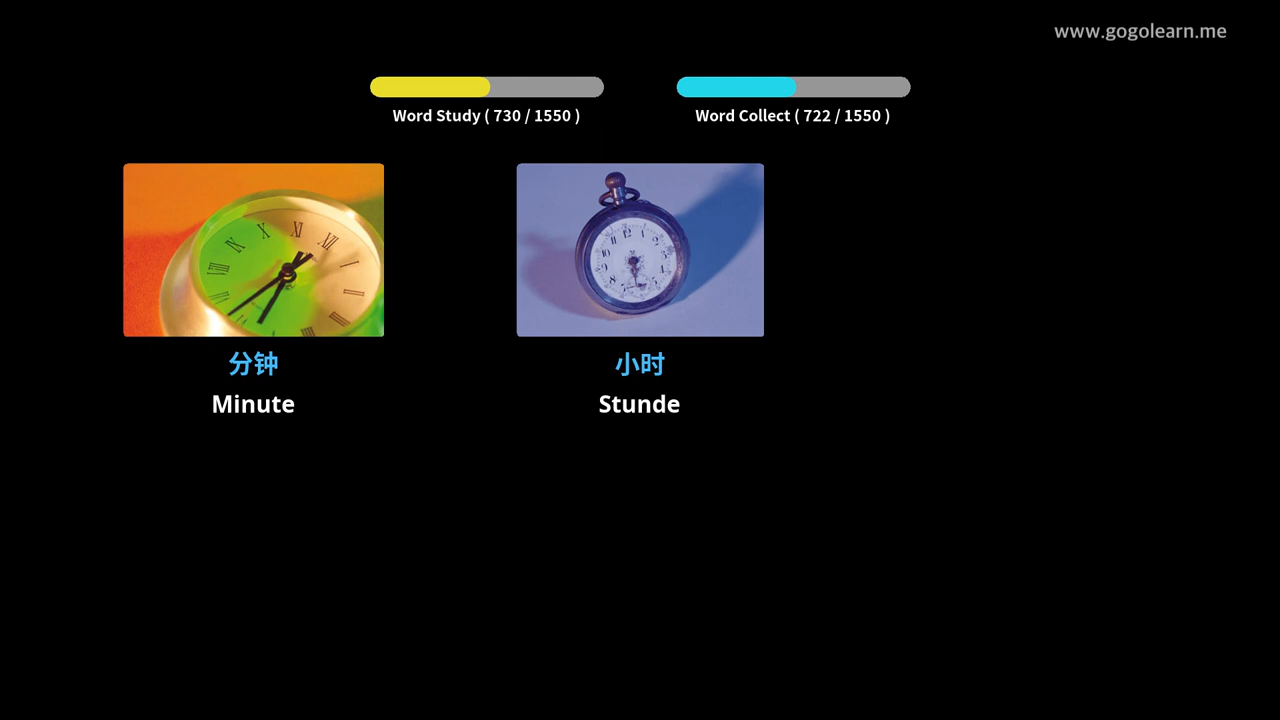 www.gogolearn.me
Word Study ( 730 / 1550 )
Word Collect ( 722 / 1550 )
分钟
Minute
小时
Stunde